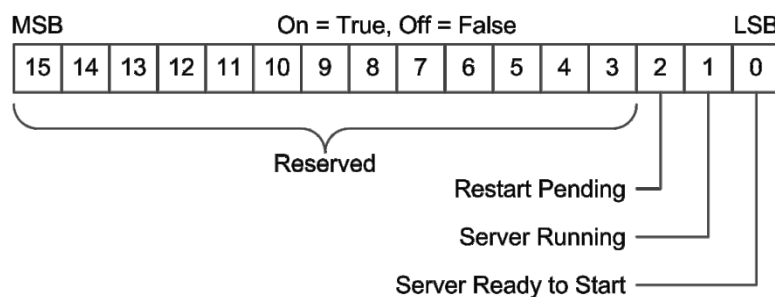 MSB On = True, Off = False LSB
15 14 13 12 11 10 9 8 7 6 5 4 3 2 1 0
Reserved
Restart Pending
Server Running
Server Ready to Start